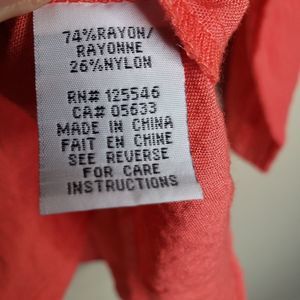 74%RAYON/
RAYONNE
26%NYLON
RN# 125546
CA# 05633
MADE IN CHINA
FAIT EN CHINE
SEE REVERSE
FOR CARE
INSTRUCTIONS